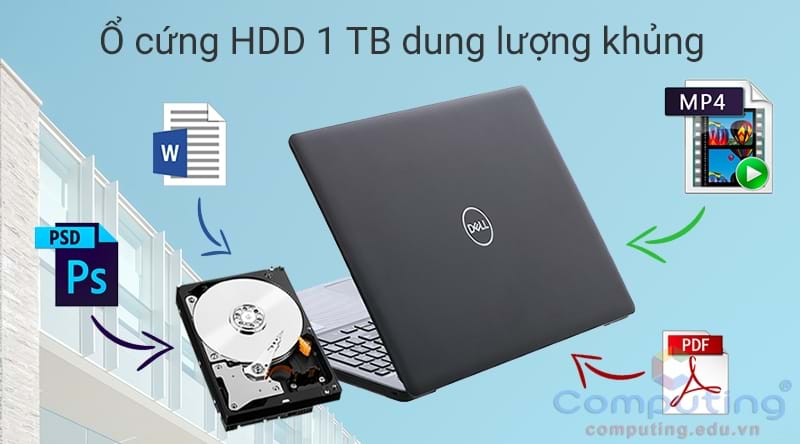 Ổ cứng HDD 1 TB dung lượng khủng
MP4
W
PSD
Ps
DELL
PDF
Computing®
computing.edu.vn